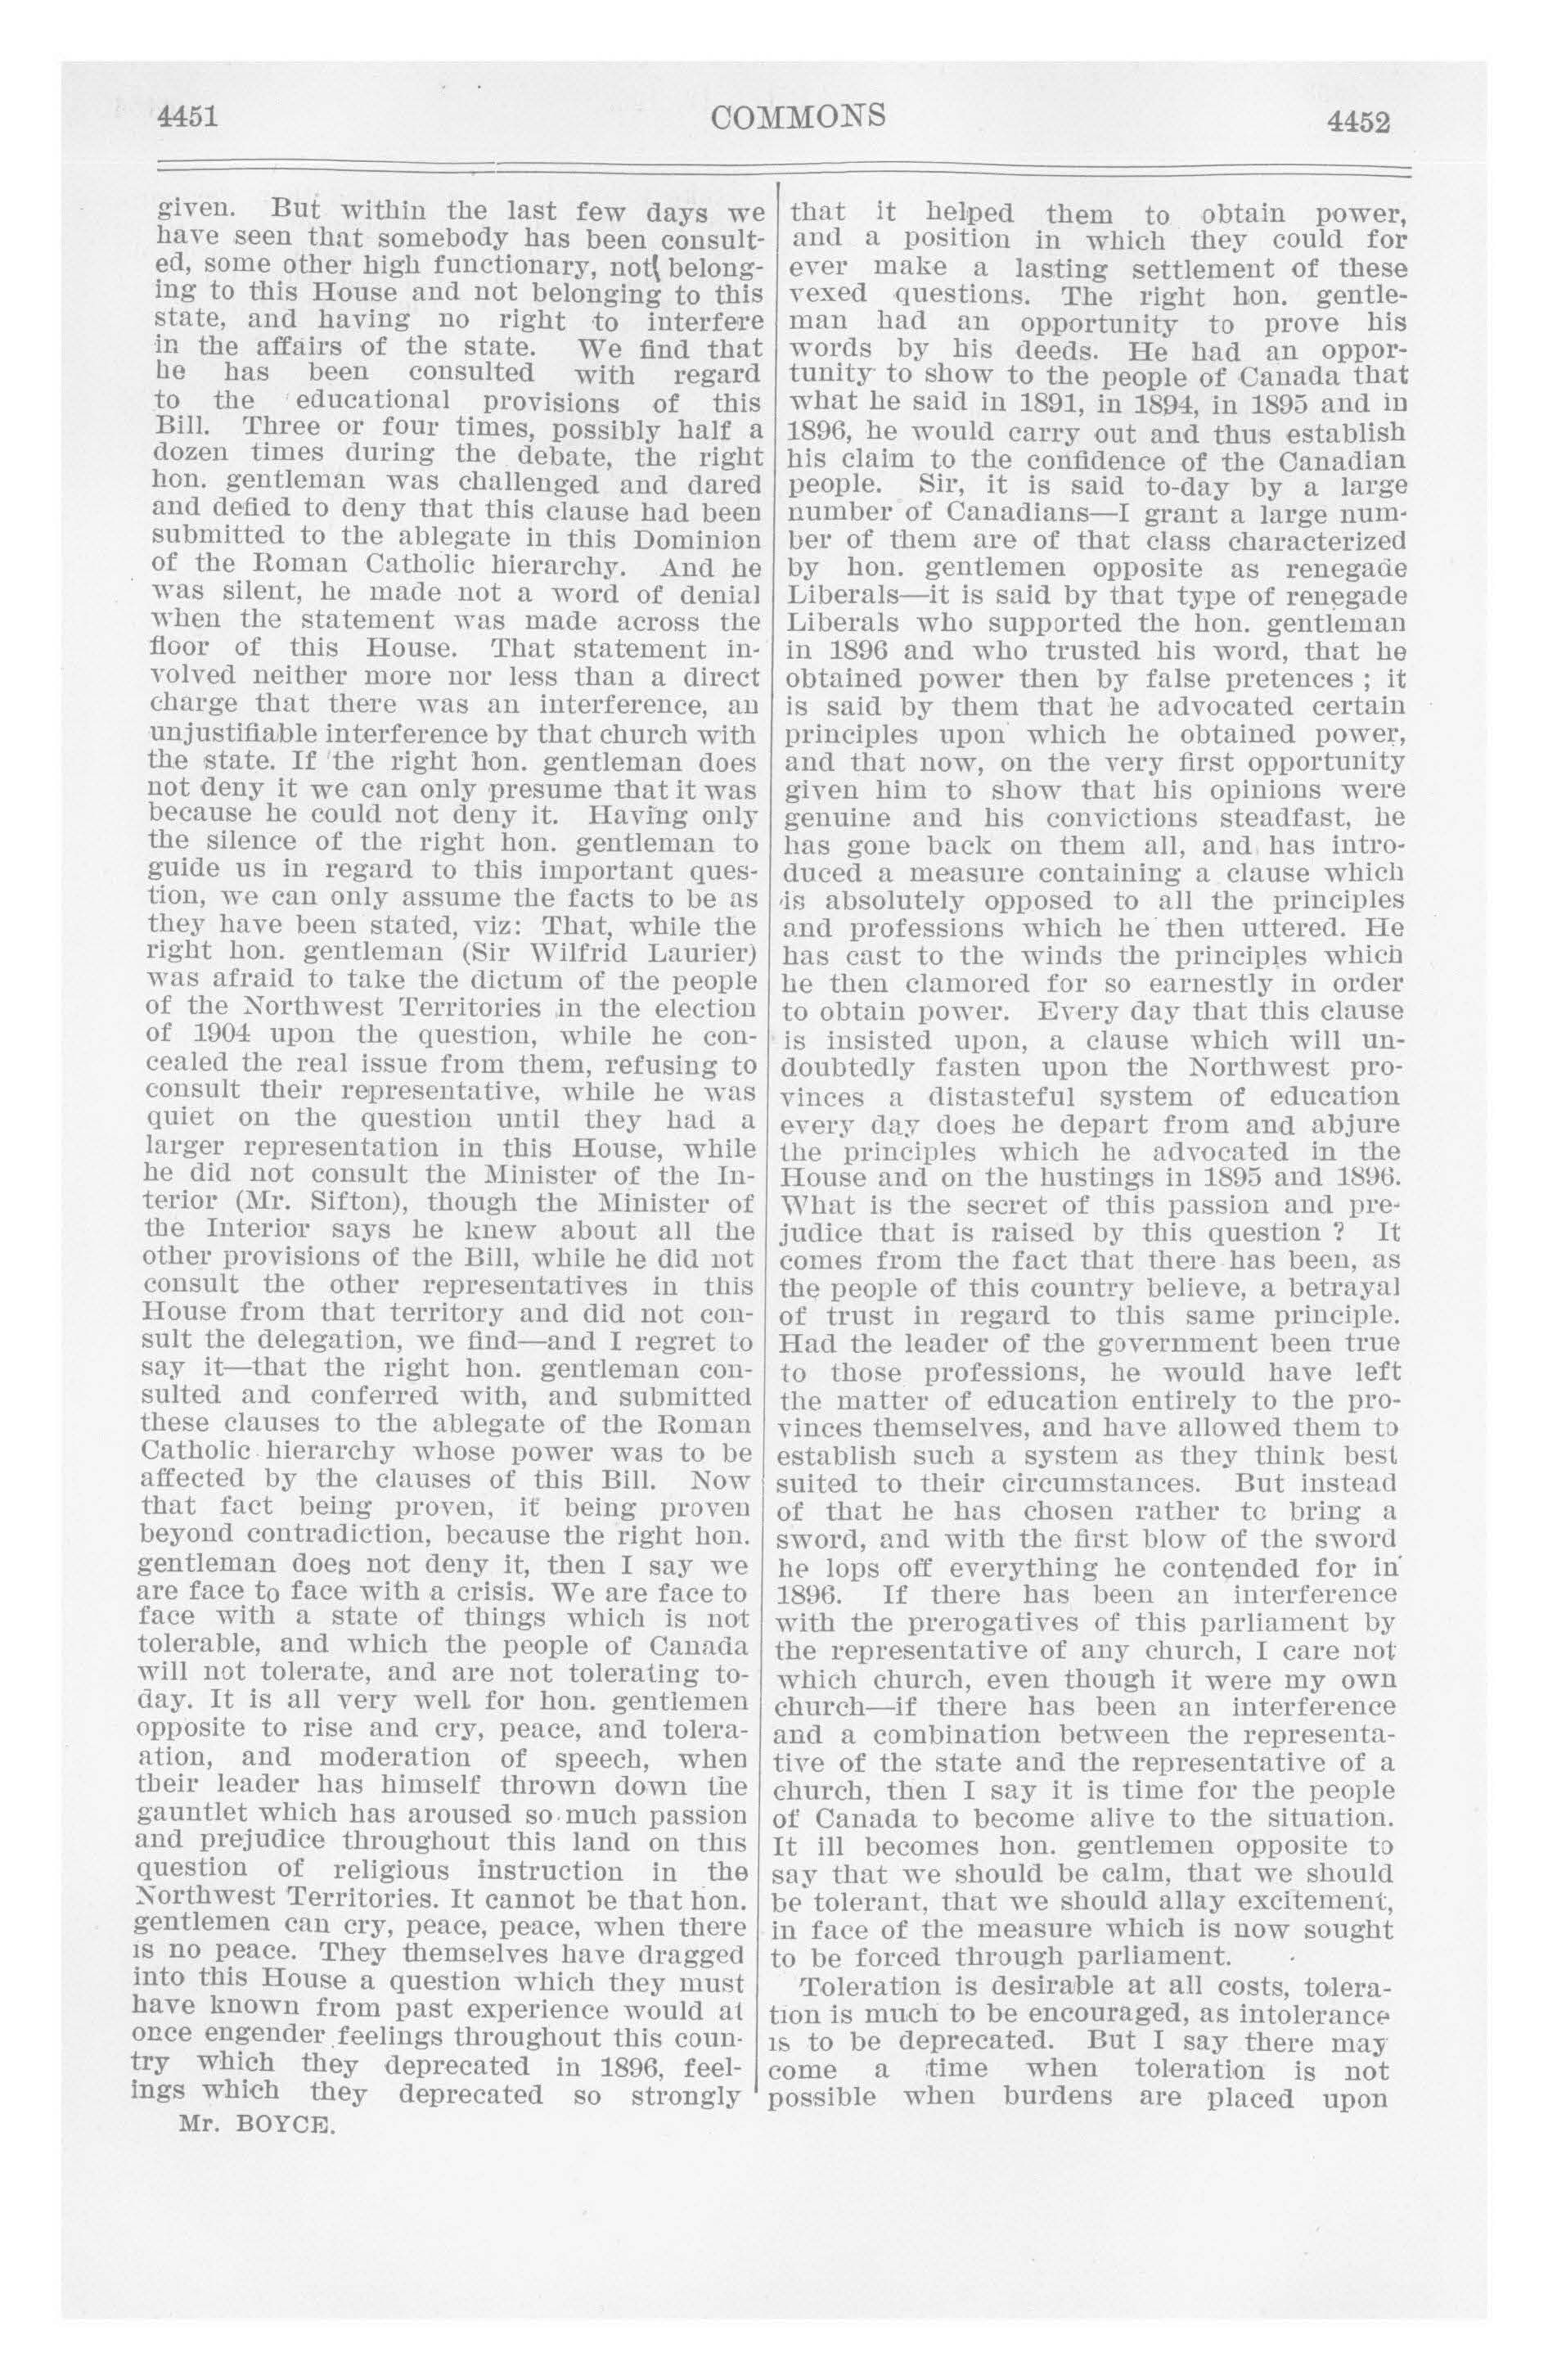 4451
COMMONS
4452
given. But within the last few days we
have seen that somebody has been consult-
ed, some other high functionary, not belong-
ing to this House and not belonging to this
state, and having no right to interfere
in the affairs of the state. We find that
he has been consulted with regard
to the educational provisions of this
Bill. Three or four times, possibly half a
dozen times during the debate, the right
hon. gentleman was challenged and dared
and defied to deny that this clause had been
submitted to the ablegate in this Dominion
of the Roman Catholic hierarchy. And he
was silent, he made not a word of denial
when the statement was made across the
floor of this House. That statement in-
volved neither more nor less than a direct
charge that there was an interference, an
unjustifiable interference by that church with
the state. If the right hon. gentleman does
not deny it we can only presume that it was
because he could not deny it. Having only
the silence of the right hon. gentleman to
guide us in regard to this important ques-
tion, we can only assume the facts to be as
they have been stated, viz: That, while the
right hon. gentleman (Sir Wilfrid Laurier)
was afraid to take the dictum of the people
of the Northwest Territories in the election
of 1904 upon the question, while he con-
cealed the real issue from them, refusing to
consult their representative, while he was
quiet on the question until they had a
larger representation in this House, while
he did not consult the Minister of the In-
terior (Mr. Sifton), though the Minister of
the Interior says he knew about all the
other provisions of the Bill, while he did not
consult the other representatives in this
House from that territory and did not con-
sult the delegation, we find—and I regret to
say it—that the right hon. gentleman con-
sulted and conferred with, and submitted
these clauses to the ablegate of the Roman
Catholic hierarchy whose power was to be
affected by the clauses of this Bill. Now
that fact being proven, it being proven
beyond contradiction, because the right hon.
gentleman does not deny it, then I say we
are face to face with a crisis. We are face to
face with a state of things which is not
tolerable, and which the people of Canada
will not tolerate, and are not tolerating to-
day. It is all very well for hon. gentlemen
opposite to rise and cry, peace, and tolera-
ation, and moderation of speech, when
their leader has himself thrown down the
gauntlet which has aroused so much passion
and prejudice throughout this land on this
question of religious instruction in the
Northwest Territories. It cannot be that hon.
gentlemen can cry, peace, peace, when there
is no peace. They themselves have dragged
into this House a question which they must
have known from past experience would at
once engender feelings throughout this coun-
try which they deprecated in 1896, feel-
ings which they deprecated so strongly
Mr. BOYCE.
that it helped them to obtain power,
and a position in which they could for
ever make a lasting settlement of these
vexed questions. The right hon. gentle-
man had an opportunity to prove his
words by his deeds. He had an oppor-
tunity to show to the people of Canada that
what he said in 1891, in 1894, in 1895 and in
1896, he would carry out and thus establish
his claim to the confidence of the Canadian
people. Sir, it is said to-day by a large
number of Canadians—I grant a large num-
ber of them are of that class characterized
by hon. gentlemen opposite as renegade
Liberals—it is said by that type of renegade
Liberals who supported the hon. gentleman
in 1896 and who trusted his word, that he
obtained power then by false pretences ; it
is said by them that he advocated certain
principles upon which he obtained power,
and that now, on the very first opportunity
given him to show that his opinions were
genuine and his convictions steadfast, he
has gone back on them all, and has intro-
duced a measure containing a clause which
is absolutely opposed to all the principles
and professions which he then uttered. He
has cast to the winds the principles which
he then clamored for so earnestly in order
to obtain power. Every day that this clause
is insisted upon, a clause which will un-
doubtedly fasten upon the Northwest pro-
vinces a distasteful system of education
every day does he depart from and abjure
the principles which he advocated in the
House and on the hustings in 1895 and 1896.
What is the secret of this passion and pre-
judice that is raised by this question ? It
comes from the fact that there has been, as
the people of this country believe, a betrayal
of trust in regard to this same principle.
Had the leader of the government been true
to those professions, he would have left
the matter of education entirely to the pro-
vinces themselves, and have allowed them to
establish such a system as they think best
suited to their circumstances. But instead
of that he has chosen rather to bring a
sword, and with the first blow of the sword
he lops off everything he contended for in
1896. If there has been an interference
with the prerogatives of this parliament by
the representative of any church, I care not
which church, even though it were my own
church—if there has been an interference
and a combination between the representa-
tive of the state and the representative of a
church, then I say it is time for the people
of Canada to become alive to the situation.
It ill becomes hon. gentlemen opposite to
say that we should be calm, that we should
be tolerant, that we should allay excitement,
in face of the measure which is now sought
to be forced through parliament.
Toleration is desirable at all costs, tolera-
tion is much to be encouraged, as intolerance
is to be deprecated. But I say there may
come a time when toleration is not
possible when burdens are placed upon